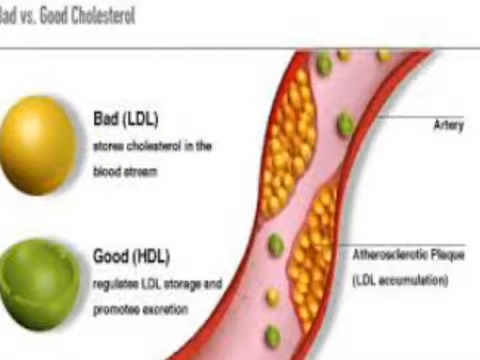 Bad vs. Good Cholesterol
Bad (LDL)
stores cholesterol in the
blood stream
Artery
Good (HDL)
regulates LDL storage and
promotes excretion
Atherosclerotic Plaque
(LDL accumulation)